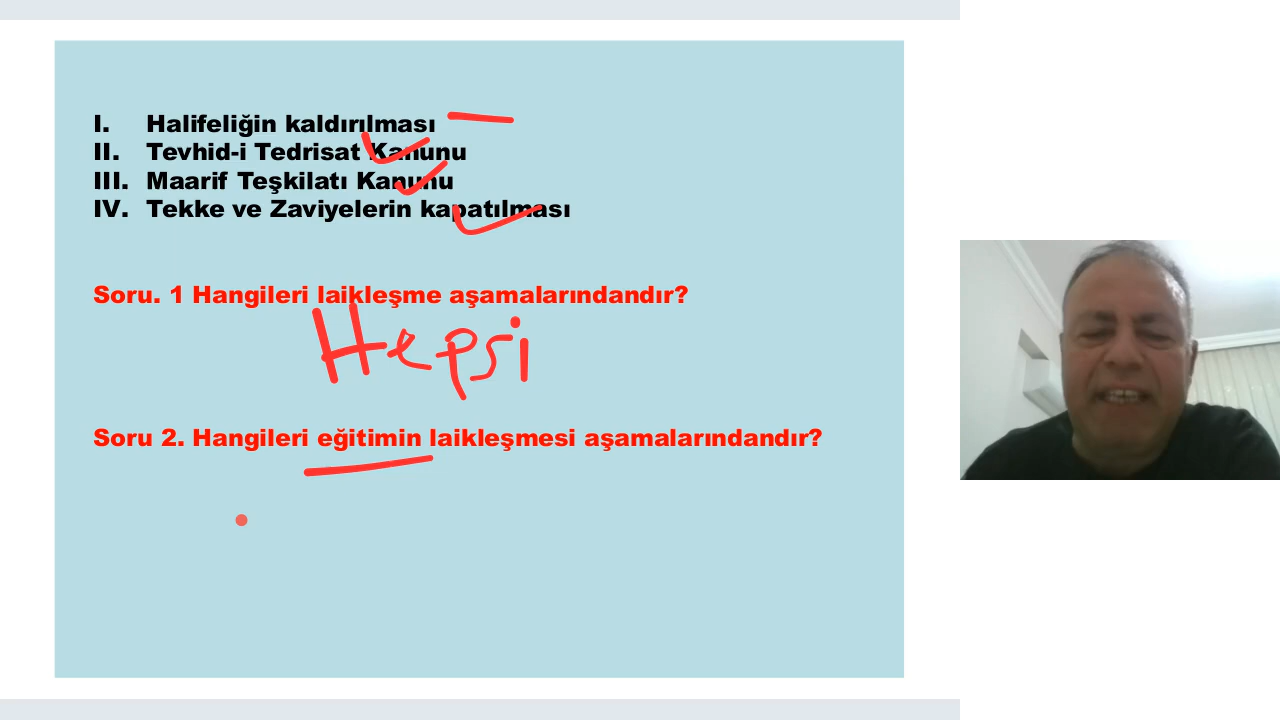 I. Halifeliğin kaldırılması
II. Tevhid-i Tedrisat Kanunu
III. Maarif Teşkilatı Kanunu
IV. Tekke ve Zaviyelerin kapatılması
Soru. 1 Hangileri laikleşme aşamalarındandır?
Hepsi
Soru 2. Hangileri eğitimin laikleşmesi aşamalarındandır?